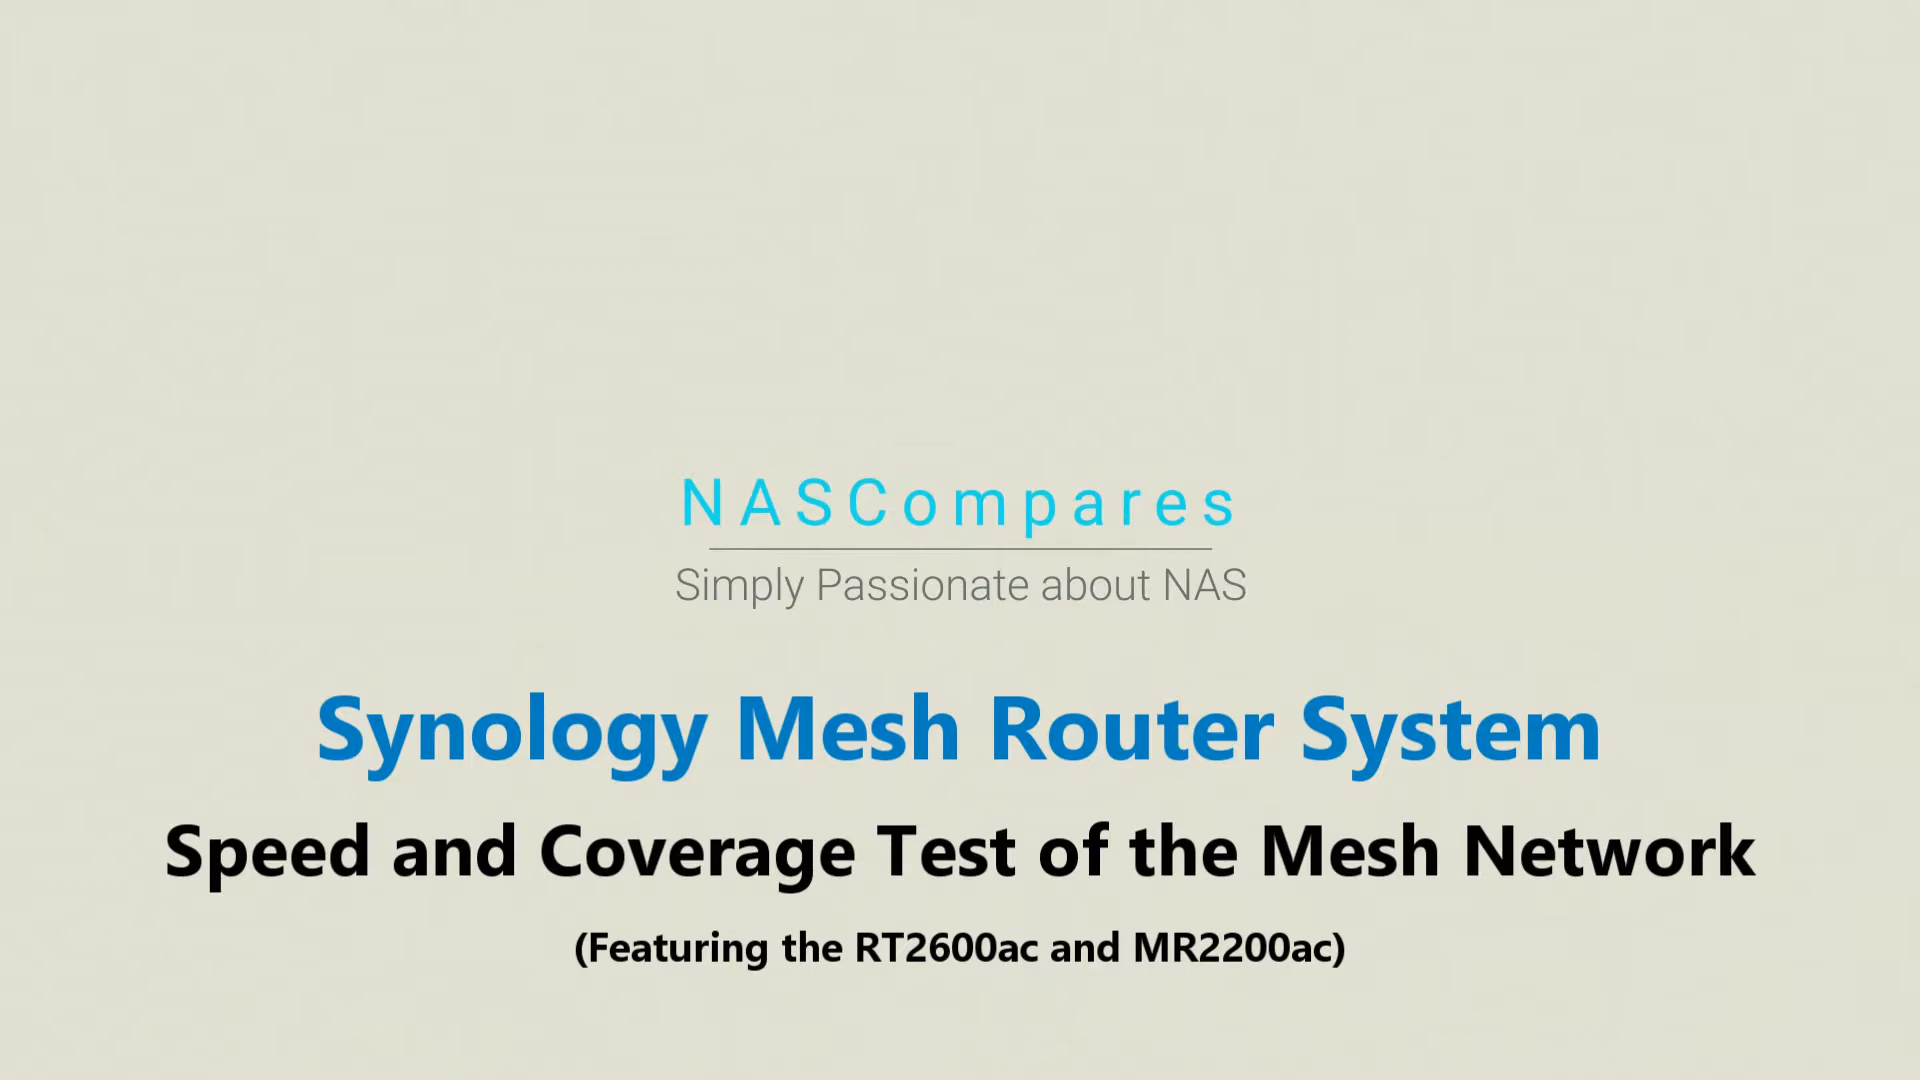 NASCompares
Simply Passionate about NAS
Synology Mesh Router System
Speed and Coverage Test of the Mesh Network
(Featuring the RT2600ac and MR2200ac)